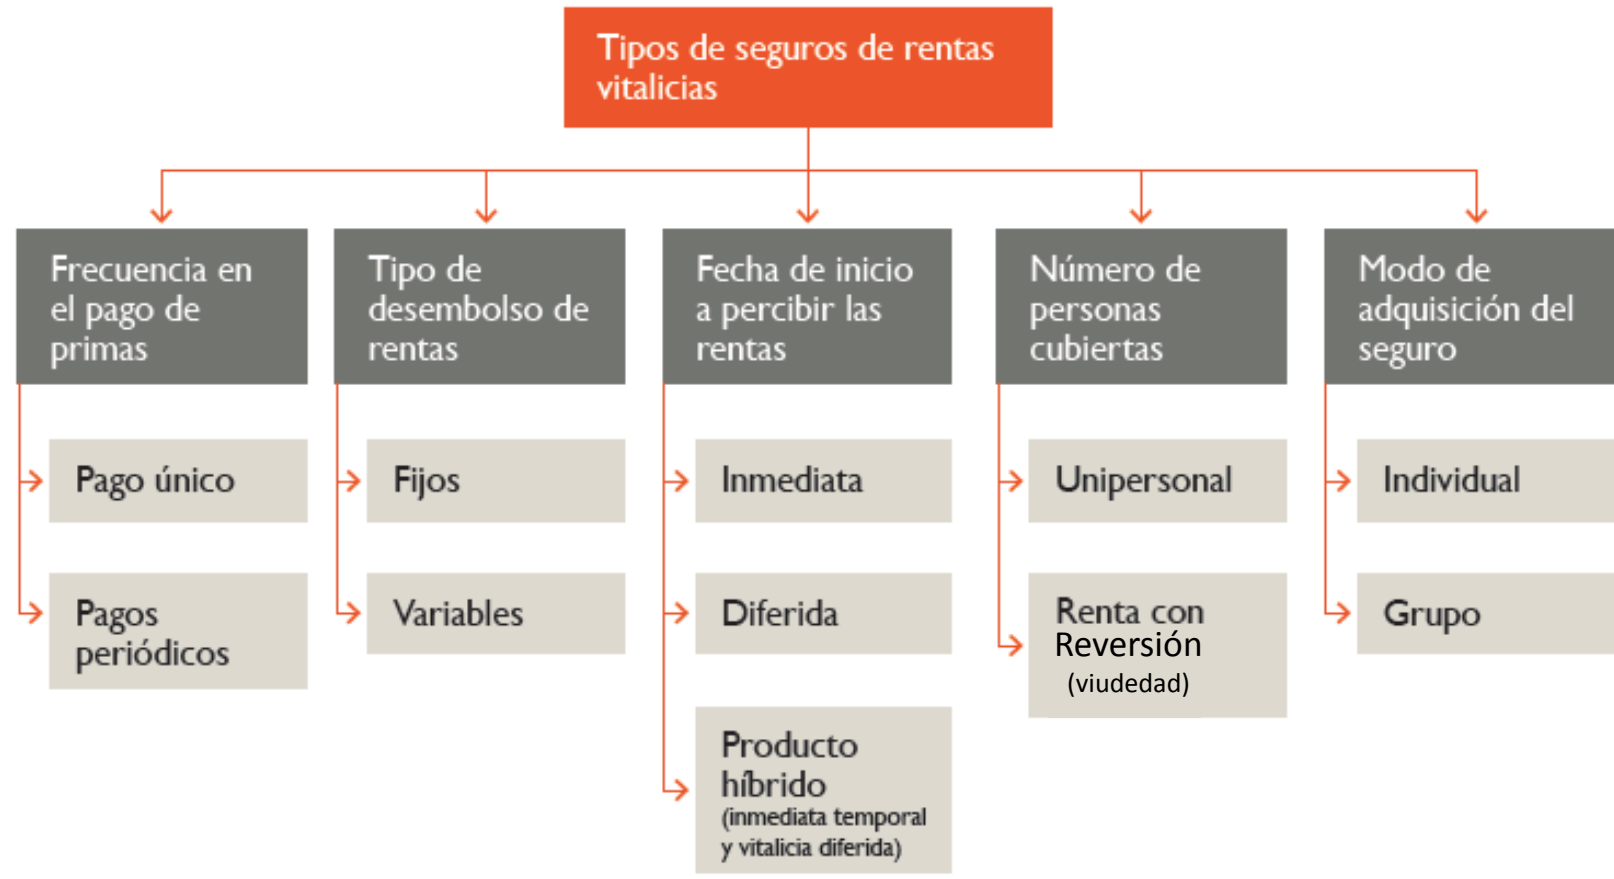 Tipos de seguros de rentas
vitalicias
Frecuencia en
el pago de
primas
Pago único
Pagos
periódicos
Tipo de
desembolso de
rentas
Fijos
Variables
Fecha de inicio
a percibir las
rentas
Inmediata
Diferida
Producto
híbrido
(inmediata temporal
y vitalicia diferida)
Número de
personas
cubiertas
Unipersonal
Renta con
Reversión
(viudedad)
Modo de
adquisición del
seguro
Individual
Grupo